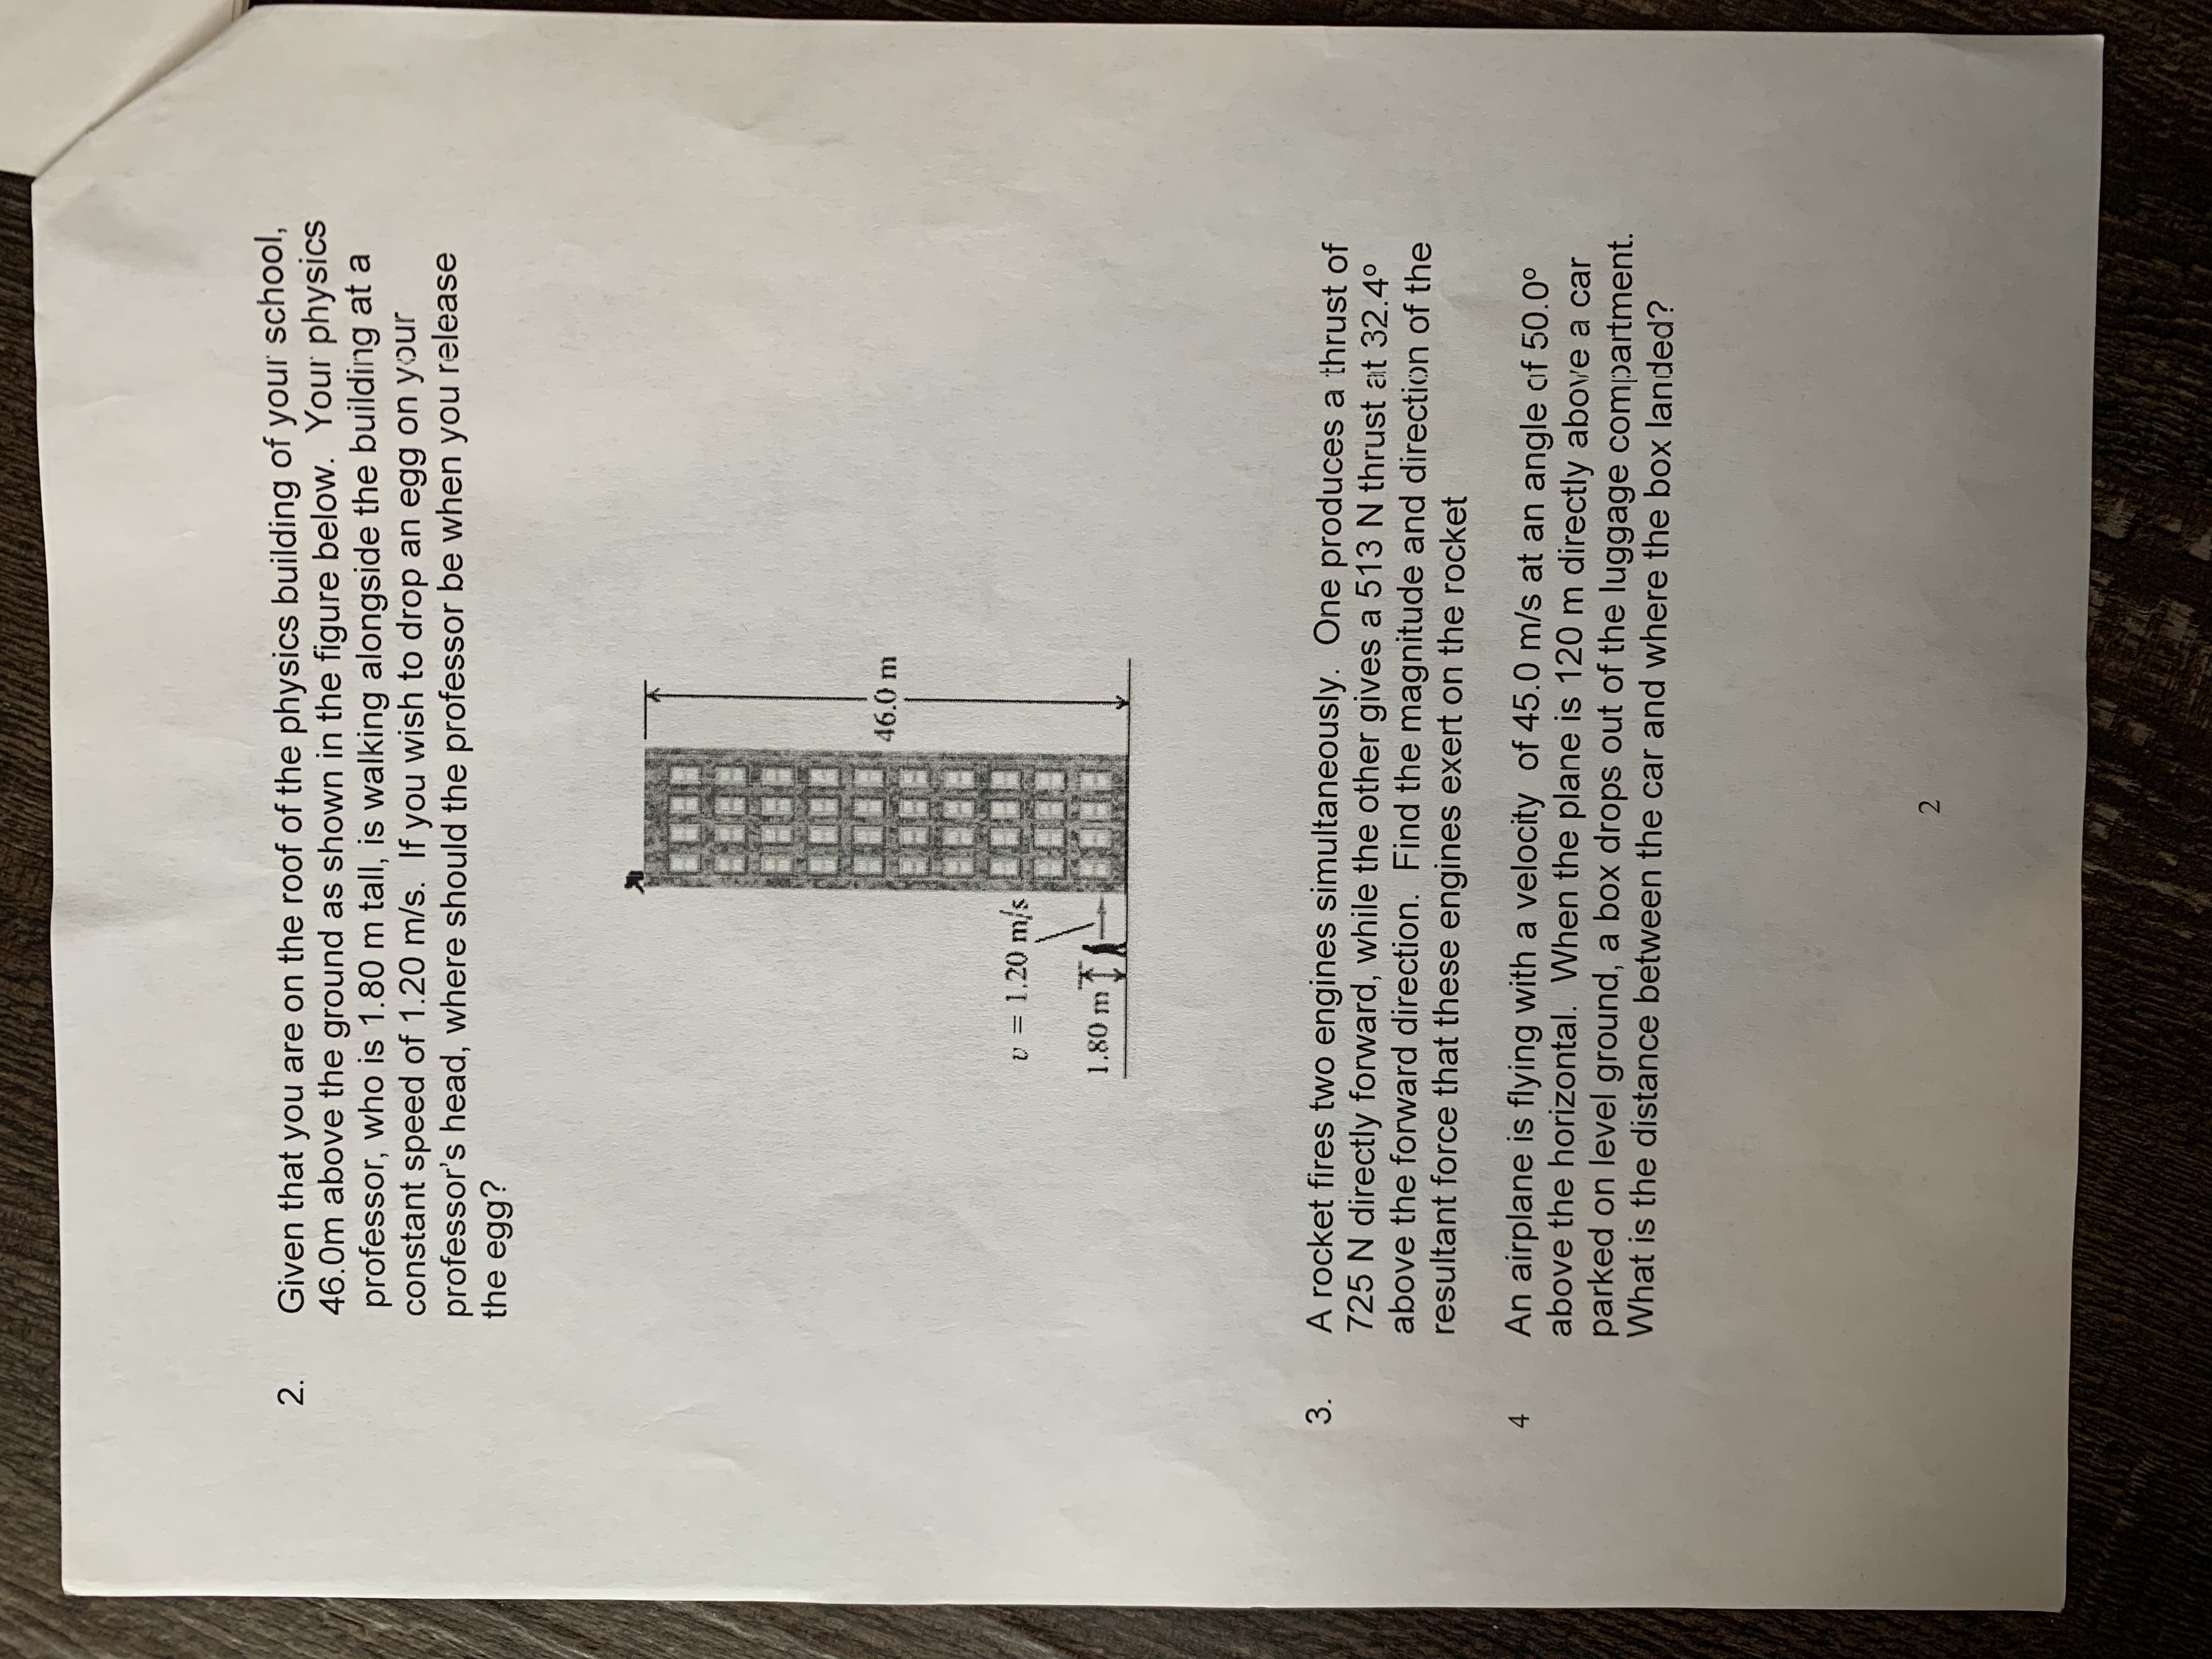 2. Given that you are on the roof of the physics building of your school,
46.0m above the ground as shown in the figure below. Your physics
professor, who is 1.80 m tall, is walking alongside the building at a
constant speed of 1.20 m/s. If you wish to drop an egg on your
professor's head, where should the professor be when you release
the egg?
46.0 m
v = 1.20 m/s
1.80 m
3. A rocket fires two engines simultaneously. One produces a thrust of
725 N directly forward, while the other gives a 513 N thrust at 32.4º
above the forward direction. Find the magnitude and direction of the
resultant force that these engines exert on the rocket
4 An airplane is flying with a velocity of 45.0 m/s at an angle of 50.0º
above the horizontal. When the plane is 120 m directly above a car
parked on level ground, a box drops out of the luggage compartment.
What is the distance between the car and where the box landed?
2